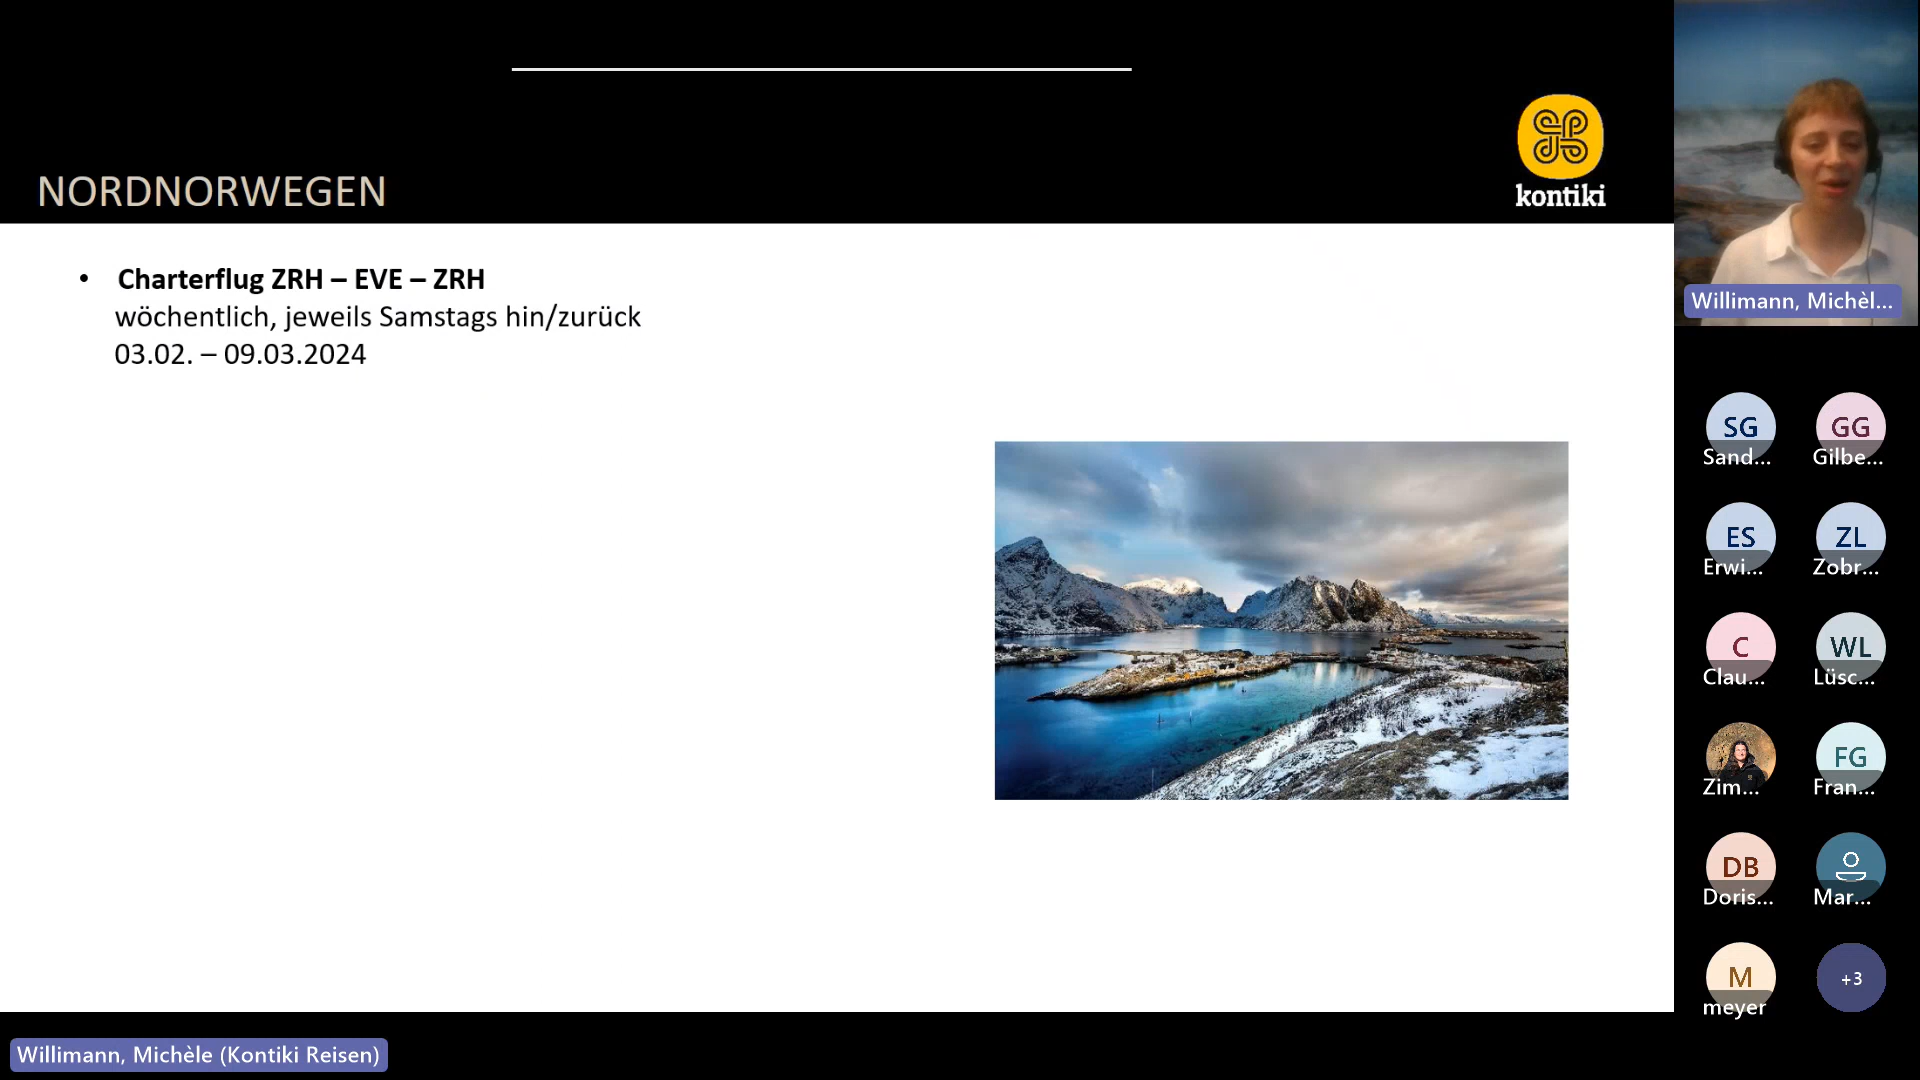 NORDNORWEGEN
kontiki
• Charterflug ZRH – EVE – ZRH
wöchentlich, jeweils Samstags hin/zurück
03.02. – 09.03.2024
Willimann, Michèl...
SG
Sand...
GG
Gilbe...
ES
Erwi...
ZL
Zobr...
C
Clau...
WL
Lüsc...
Zim...
FG
Fran...
DB
Doris...
Mar...
M
meyer
+3
Willimann, Michèle (Kontiki Reisen)